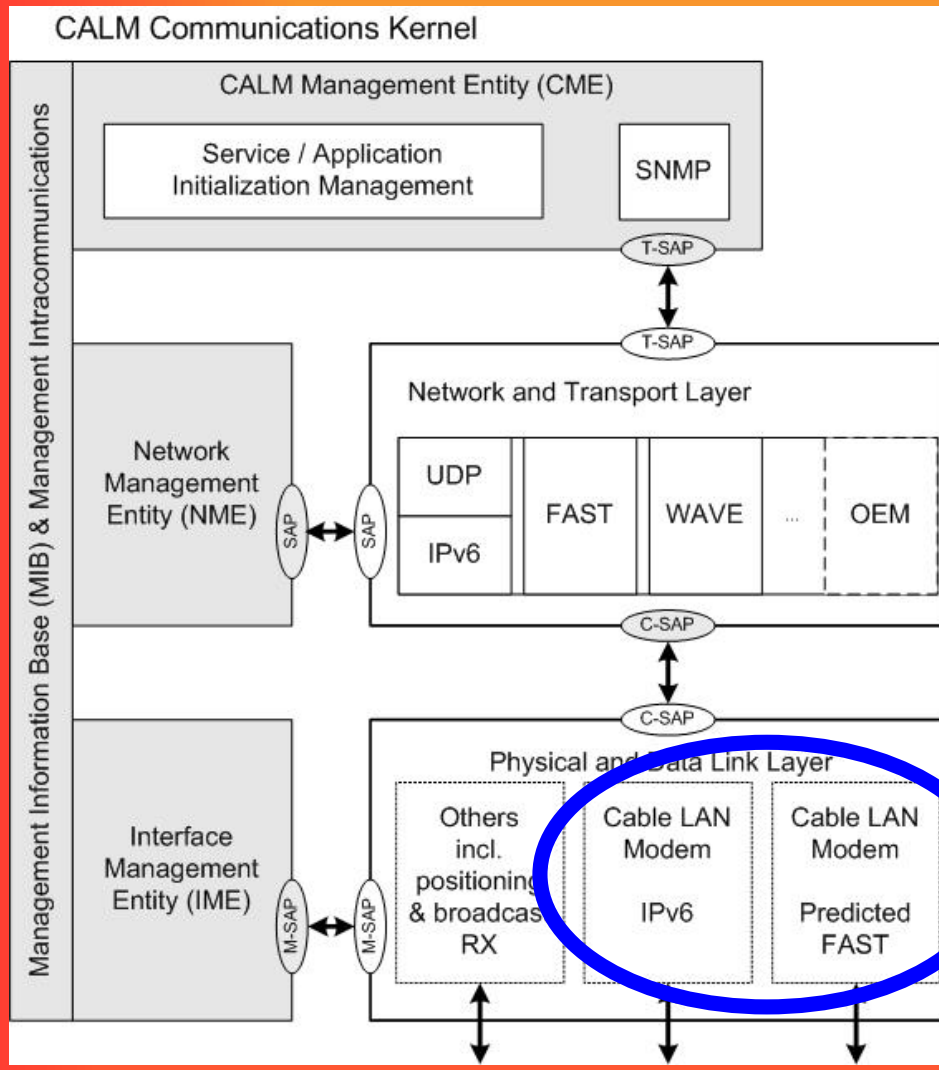 CALM Communications Kernel
Management Information Base (MIB) & Management Intracommunications
CALM Management Entity (CME)
Service / Application
Initialization Management
SNMP
T-SAP
T-SAP
Network
Management
Entity (NME)
SAP
SAP
Network and Transport Layer
UDP
IPv6
FAST
WAVE
...
OEM
C-SAP
C-SAP
Interface
Management
Entity (IME)
M-SAP
M-SAP
Physical and Data Link Layer
Others
incl.
positioning
& broadcas
RX
Cable LAN
Modem
IPv6
Cable LAN
Modem
Predicted
FAST